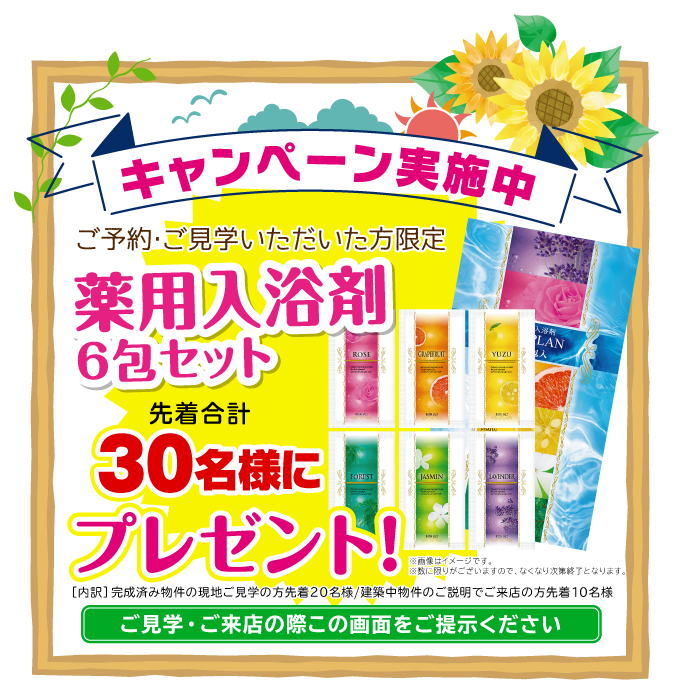 キャンペーン実施中
ご予約・ご見学いただいた方限定
薬用入浴剤
6包セット
入浴剤
PLAN
入
ROSE
GRAPEFRUIT
YUZU
先着合計
30名様に
FOREST
JASMIN
LAVENDER
プレゼント!
※画像はイメージです。
※数に限りがございますので、なくなり次第終了となります。
[内訳]完成済み物件の現地ご見学の方先着20名様/建築中物件のご説明でご来店の方先着10名様
ご見学・ご来店の際この画面をご提示ください